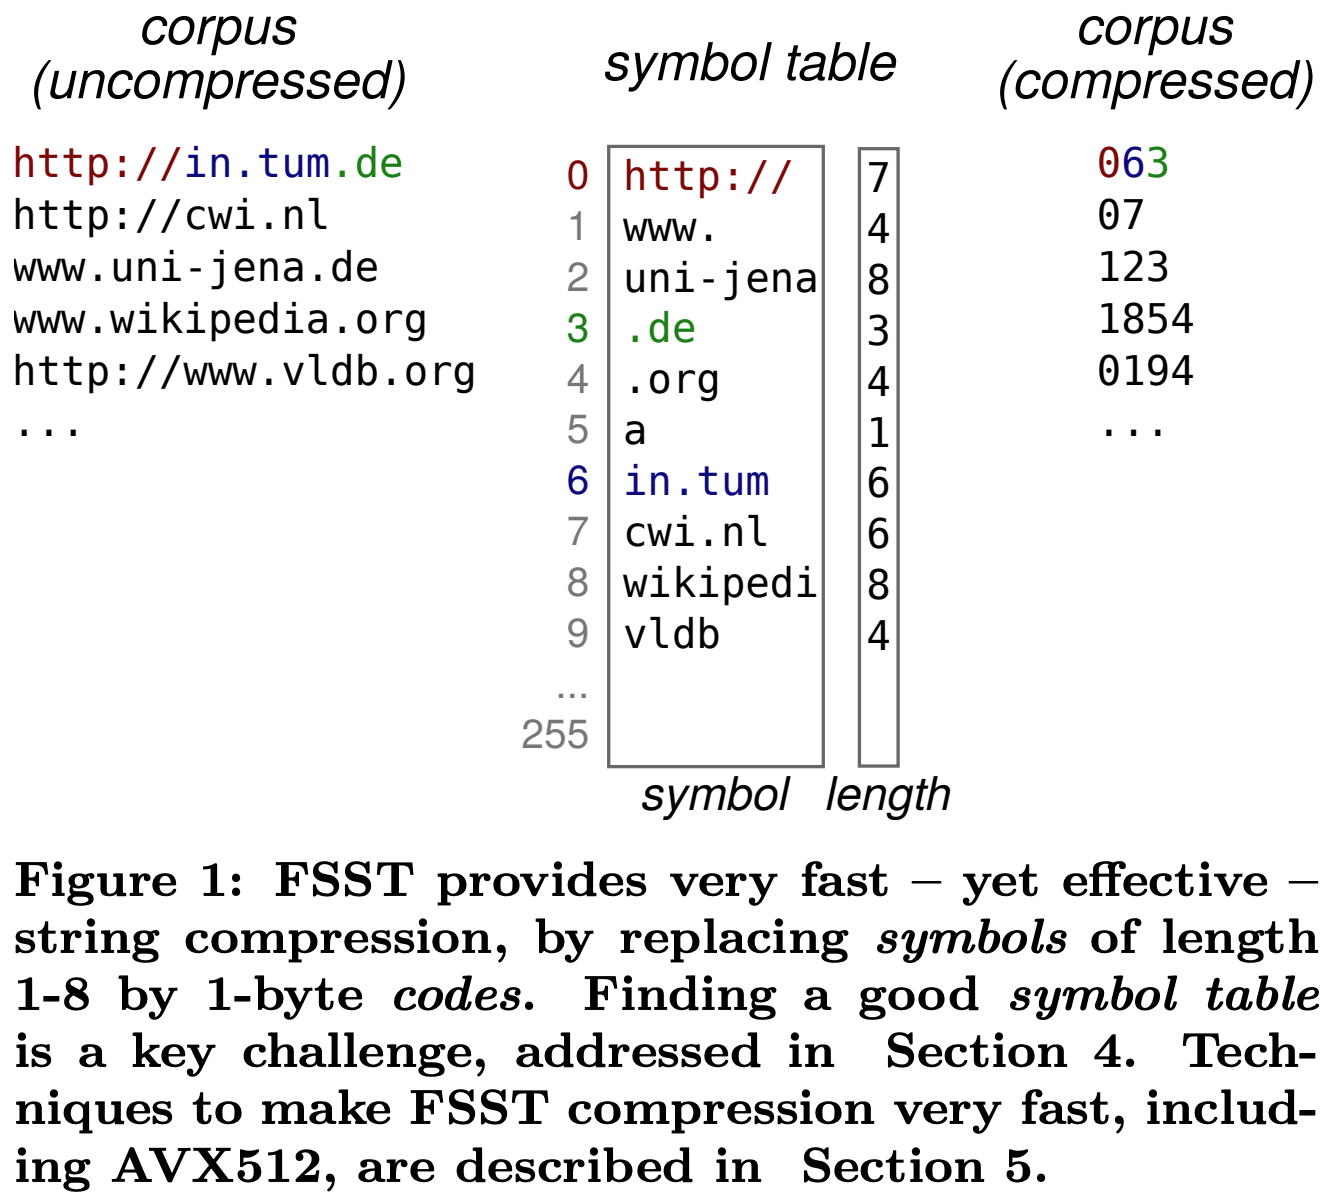 corpus
(uncompressed)
http://in.tum.de
http://cwi.nl
www.uni-jena.de
www.wikipedia.org
http://www.vldb.org
...
symbol table
0 http:// 7
1 www. 4
2 uni-jena 8
3 .de 3
4 .org 4
5 a 1
6 in.tum 6
7 cwi.nl 6
8 wikipedi 8
9 vldb 4
...
255
symbol length
corpus
(compressed)
063
07
123
1854
0194
...
Figure 1: FSST provides very fast – yet effective –
string compression, by replacing symbols of length
1-8 by 1-byte codes. Finding a good symbol table
is a key challenge, addressed in Section 4. Tech-
niques to make FSST compression very fast, includ-
ing AVX512, are described in Section 5.